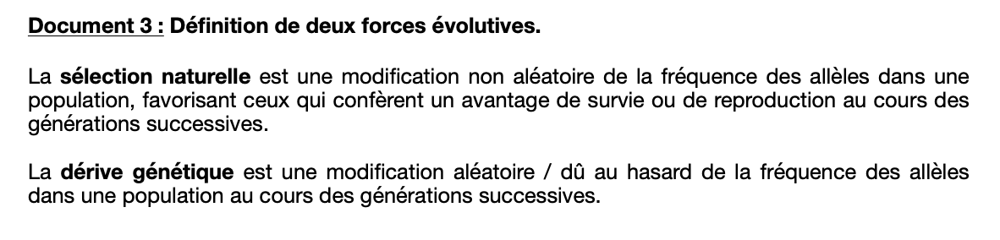 Document 3 : Définition de deux forces évolutives.
La sélection naturelle est une modification non aléatoire de la fréquence des allèles dans une
population, favorisant ceux qui confèrent un avantage de survie ou de reproduction au cours des
générations successives.
La dérive génétique est une modification aléatoire / dû au hasard de la fréquence des allèles
dans une population au cours des générations successives.